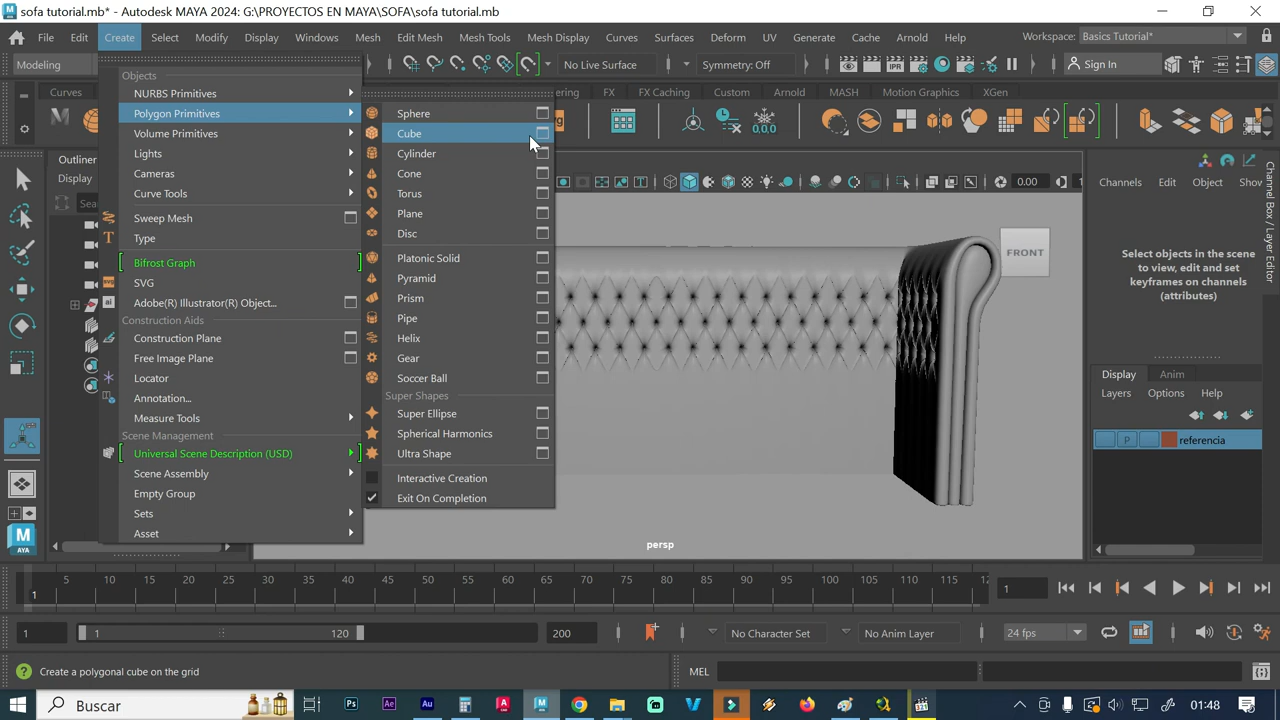 sofa tutorial.mb* - Autodesk MAYA 2024: G:\PROYECTOS EN MAYA\SOFA\sofa tutorial.mb
File Edit Create Select Modify Display Windows Mesh Edit Mesh Mesh Tools Mesh Display Curves Surfaces Deform UV Generate Cache Arnold Help Workspace: Basics Tutorial*
Modeling No Live Surface Symmetry: Off Sign In
Curves FX FX Caching Custom Arnold MASH Motion Graphics XGen
Objects
NURBS Primitives
Polygon Primitives
Volume Primitives
Lights
Cameras
Curve Tools
Sweep Mesh
Type
Bifrost Graph
SVG
Adobe(R) Illustrator(R) Object...
Construction Aids
Construction Plane
Free Image Plane
Locator
Annotation...
Measure Tools
Scene Management
Universal Scene Description (USD)
Scene Assembly
Empty Group
Sets
Asset
Sphere
Cube
Cylinder
Cone
Torus
Plane
Disc
Platonic Solid
Pyramid
Prism
Pipe
Helix
Gear
Soccer Ball
Super Shapes
Super Ellipse
Spherical Harmonics
Ultra Shape
Interactive Creation
Exit On Completion
Outliner
Display
0,0,0
0.00
FRONT
persp
Channels Edit Object
Select objects in the scene
to view, edit and set
keyframes on channels
(attributes)
Channel Box / Layer Editor
Display Anim
Layers Options Help
P referencia
5 10 15 20 25 30 35 40 45 50 55 60 65 70 75 80 85 90 95 100 105 110 115
1 1
1 1 120 200 No Character Set No Anim Layer 24 fps
Create a polygonal cube on the grid MEL
Buscar 01:48